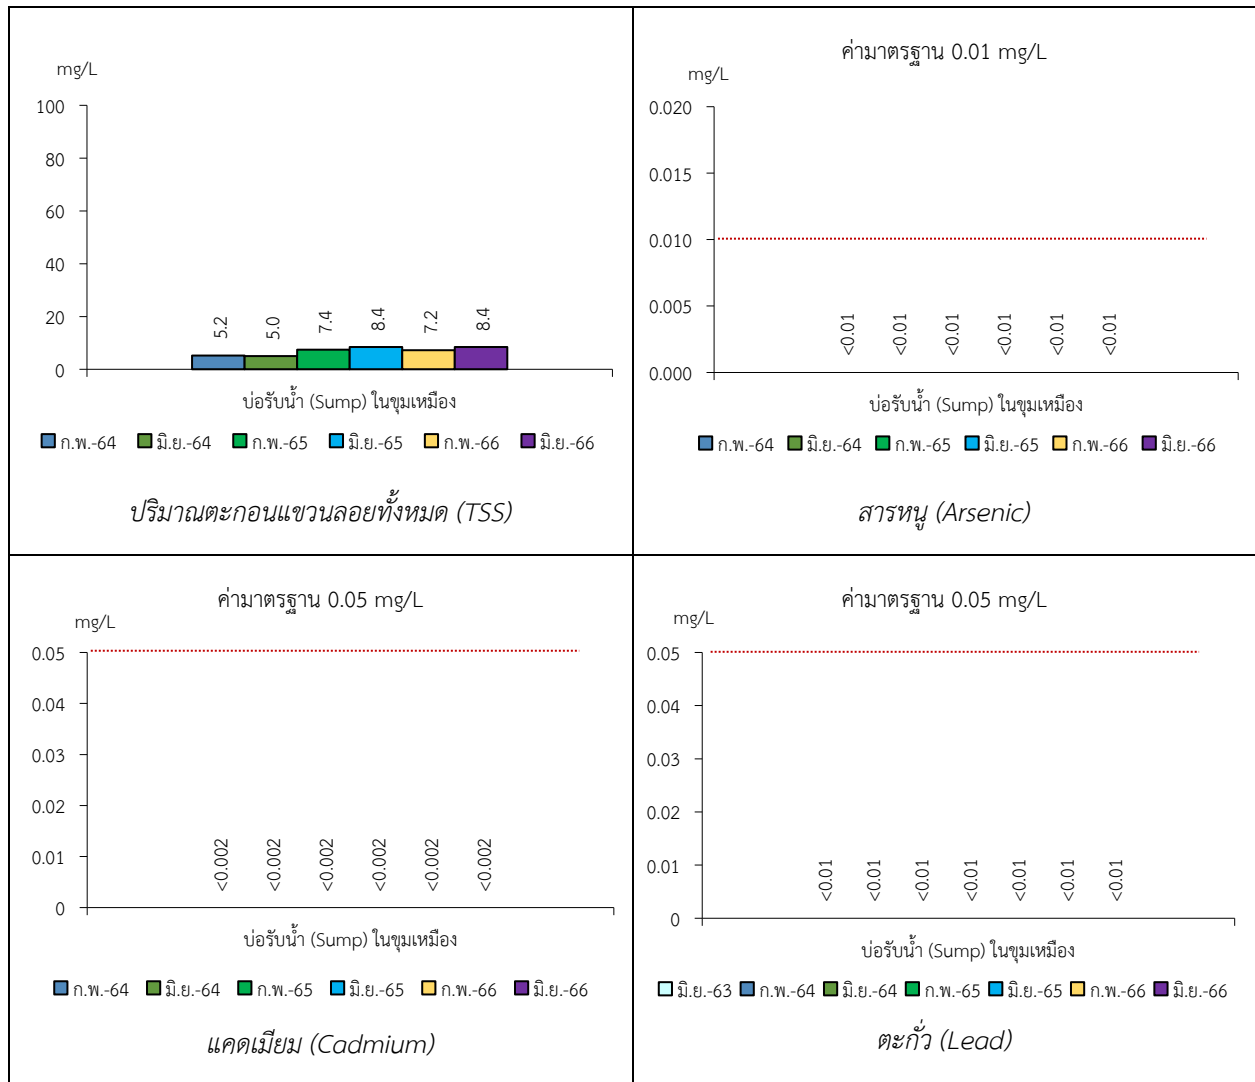 mg/L
100
80
60
40
20
0
5.2
5.0
7.4
8.4
7.2
8.4
บ่อรับน้ำ (Sump) ในขุมเหมือง
ก.พ.-64 มิ.ย.-64 ก.พ.-65 มิ.ย.-65 ก.พ.-66 มิ.ย.-66
ปริมาณตะกอนแขวนลอยทั้งหมด (TSS)
ค่ามาตรฐาน 0.01 mg/L
mg/L
0.020
0.015
0.010
0.005
0.000
<0.01
<0.01
<0.01
<0.01
<0.01
<0.01
บ่อรับน้ำ (Sump) ในขุมเหมือง
ก.พ.-64 มิ.ย.-64 ก.พ.-65 มิ.ย.-65 ก.พ.-66 มิ.ย.-66
สารหนู (Arsenic)
ค่ามาตรฐาน 0.05 mg/L
mg/L
0.05
0.04
0.03
0.02
0.01
0
<0.002
<0.002
<0.002
<0.002
<0.002
<0.002
บ่อรับน้ำ (Sump) ในขุมเหมือง
ก.พ.-64 มิ.ย.-64 ก.พ.-65 มิ.ย.-65 ก.พ.-66 มิ.ย.-66
แคดเมียม (Cadmium)
ค่ามาตรฐาน 0.05 mg/L
mg/L
0.05
0.04
0.03
0.02
0.01
0
<0.01
<0.01
<0.01
<0.01
<0.01
<0.01
<0.01
บ่อรับน้ำ (Sump) ในขุมเหมือง
มิ.ย.-63 ก.พ.-64 มิ.ย.-64 ก.พ.-65 มิ.ย.-65 ก.พ.-66 มิ.ย.-66
ตะกั่ว (Lead)